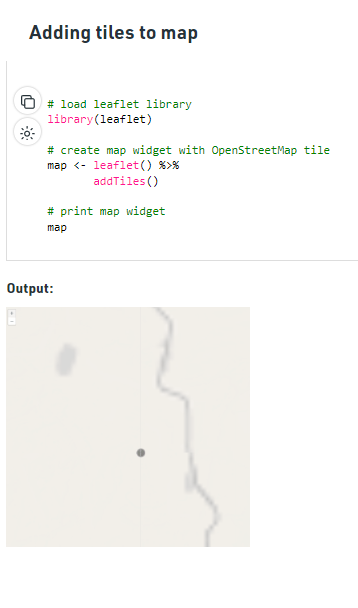 Adding tiles to map
# load leaflet library
library(leaflet)
# create map widget with OpenStreetMap tile
map <- leaflet() %>%
addTiles()
# print map widget
map
Output:
+
-